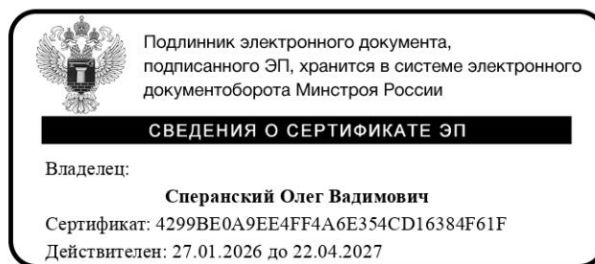 Подлинник электронного документа,
подписанного ЭП, хранится в системе электронного
документоборота Минстроя России
СВЕДЕНИЯ О СЕРТИФИКАТЕ ЭП
Владелец:
Сперанский Олег Вадимович
Сертификат: 4299BE0A9EE4FF4A6E354CD16384F61F
Действителен: 27.01.2026 до 22.04.2027